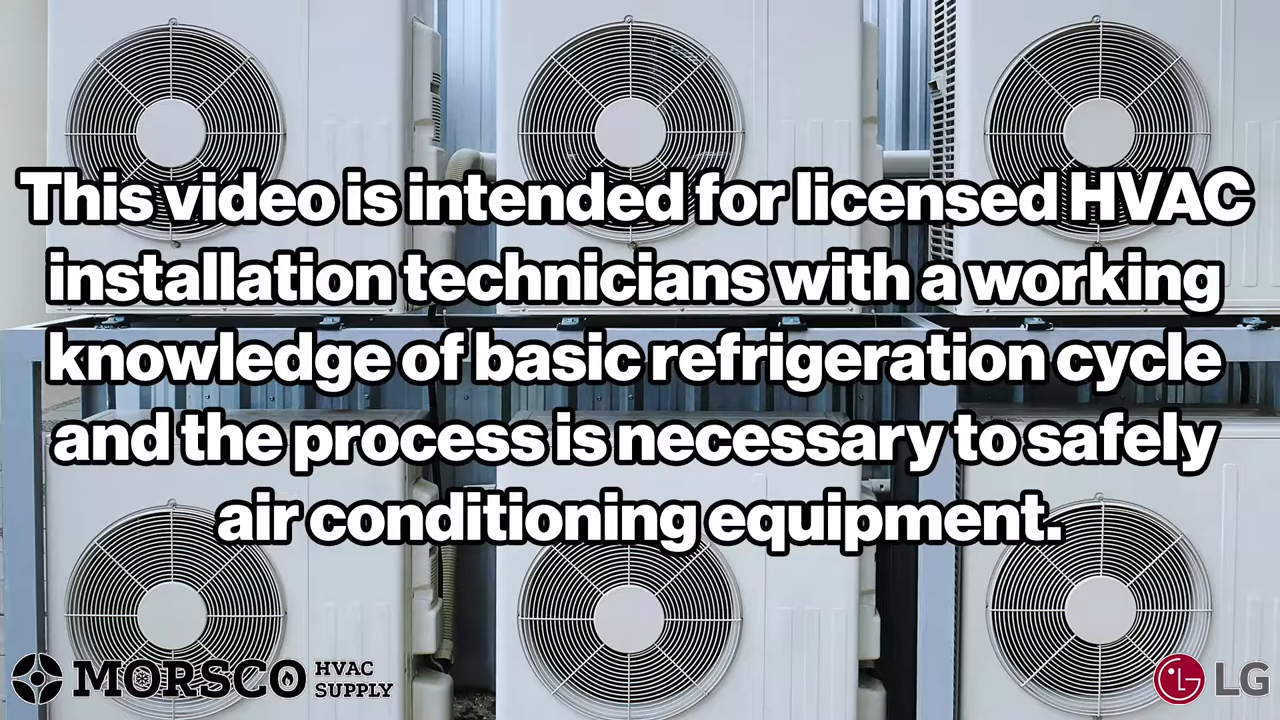 This video is intended for licensed HVAC
installation technicians with a working
knowledge of basic refrigeration cycle
and the process is necessary to safely
air conditioning equipment.
MORSCO HVAC SUPPLY
LG